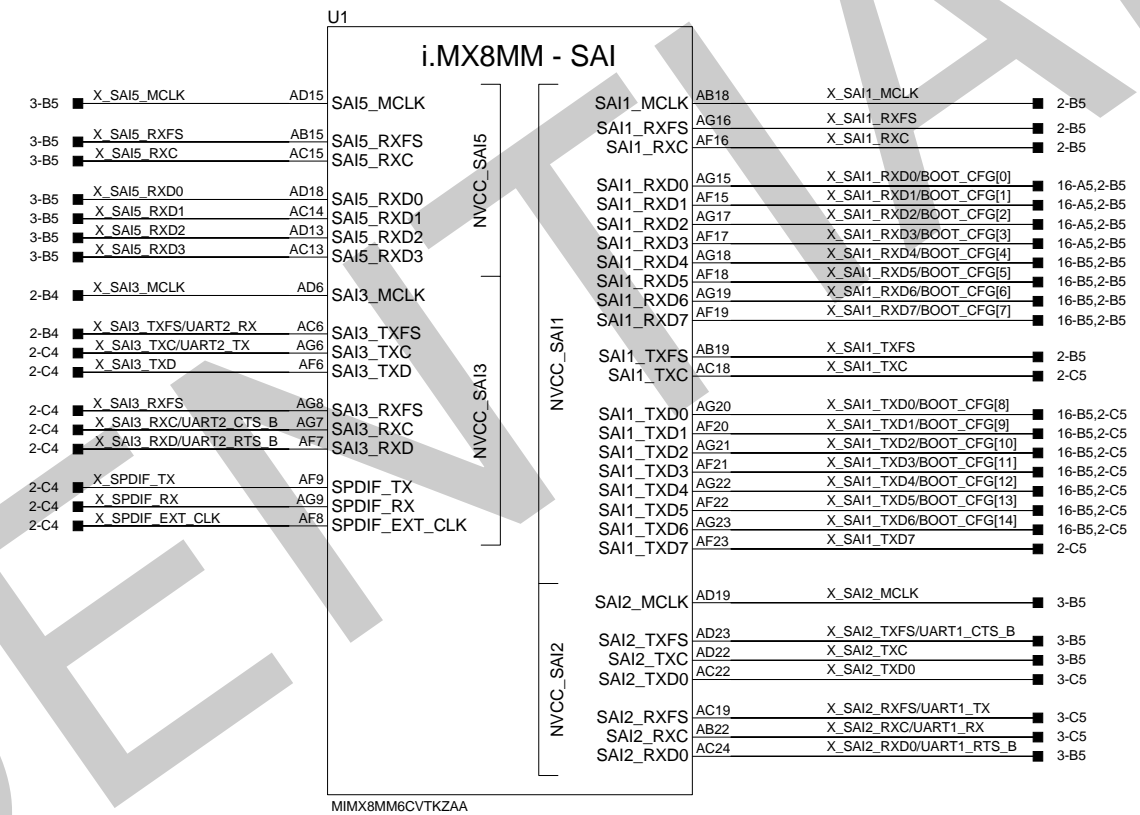 U1
i.MX8MM - SAI
3-B5 X_SAI5_MCLK AD15 SAI5_MCLK
3-B5 X_SAI5_RXFS AB15 SAI5_RXFS
3-B5 X_SAI5_RXC AC15 SAI5_RXC
3-B5 X_SAI5_RXD0 AD18 SAI5_RXD0
3-B5 X_SAI5_RXD1 AC14 SAI5_RXD1
3-B5 X_SAI5_RXD2 AD13 SAI5_RXD2
3-B5 X_SAI5_RXD3 AC13 SAI5_RXD3
NVCC_SAI5
2-B4 X_SAI3_MCLK AD6 SAI3_MCLK
2-B4 X_SAI3_TXFS/UART2_RX AC6 SAI3_TXFS
2-C4 X_SAI3_TXC/UART2_TX AG6 SAI3_TXC
2-C4 X_SAI3_TXD AF6 SAI3_TXD
2-C4 X_SAI3_RXFS AG8 SAI3_RXFS
2-C4 X_SAI3_RXC/UART2_CTS_B AG7 SAI3_RXC
2-C4 X_SAI3_RXD/UART2_RTS_B AF7 SAI3_RXD
2-C4 X_SPDIF_TX AF9 SPDIF_TX
2-C4 X_SPDIF_RX AG9 SPDIF_RX
2-C4 X_SPDIF_EXT_CLK AF8 SPDIF_EXT_CLK
NVCC_SAI3
NVCC_SAI1
SAI1_MCLK AB18 X_SAI1_MCLK 2-B5
SAI1_RXFS AG16 X_SAI1_RXFS 2-B5
SAI1_RXC AF16 X_SAI1_RXC 2-B5
SAI1_RXD0 AG15 X_SAI1_RXD0/BOOT_CFG[0] 16-A5,2-B5
SAI1_RXD1 AF15 X_SAI1_RXD1/BOOT_CFG[1] 16-A5,2-B5
SAI1_RXD2 AG17 X_SAI1_RXD2/BOOT_CFG[2] 16-A5,2-B5
SAI1_RXD3 AF17 X_SAI1_RXD3/BOOT_CFG[3] 16-A5,2-B5
SAI1_RXD4 AG18 X_SAI1_RXD4/BOOT_CFG[4] 16-B5,2-B5
SAI1_RXD5 AF18 X_SAI1_RXD5/BOOT_CFG[5] 16-B5,2-B5
SAI1_RXD6 AG19 X_SAI1_RXD6/BOOT_CFG[6] 16-B5,2-B5
SAI1_RXD7 AF19 X_SAI1_RXD7/BOOT_CFG[7] 16-B5,2-B5
SAI1_TXFS AB19 X_SAI1_TXFS 2-B5
SAI1_TXC AC18 X_SAI1_TXC 2-C5
SAI1_TXD0 AG20 X_SAI1_TXD0/BOOT_CFG[8] 16-B5,2-C5
SAI1_TXD1 AF20 X_SAI1_TXD1/BOOT_CFG[9] 16-B5,2-C5
SAI1_TXD2 AG21 X_SAI1_TXD2/BOOT_CFG[10] 16-B5,2-C5
SAI1_TXD3 AF21 X_SAI1_TXD3/BOOT_CFG[11] 16-B5,2-C5
SAI1_TXD4 AG22 X_SAI1_TXD4/BOOT_CFG[12] 16-B5,2-C5
SAI1_TXD5 AF22 X_SAI1_TXD5/BOOT_CFG[13] 16-B5,2-C5
SAI1_TXD6 AG23 X_SAI1_TXD6/BOOT_CFG[14] 16-B5,2-C5
SAI1_TXD7 AF23 X_SAI1_TXD7 2-C5
NVCC_SAI2
SAI2_MCLK AD19 X_SAI2_MCLK 3-B5
SAI2_TXFS AD23 X_SAI2_TXFS/UART1_CTS_B 3-B5
SAI2_TXC AD22 X_SAI2_TXC 3-B5
SAI2_TXD0 AC22 X_SAI2_TXD0 3-C5
SAI2_RXFS AC19 X_SAI2_RXFS/UART1_TX 3-C5
SAI2_RXC AB22 X_SAI2_RXC/UART1_RX 3-C5
SAI2_RXD0 AC24 X_SAI2_RXD0/UART1_RTS_B 3-B5
MIMX8MM6CVTKZAA
ENTIA